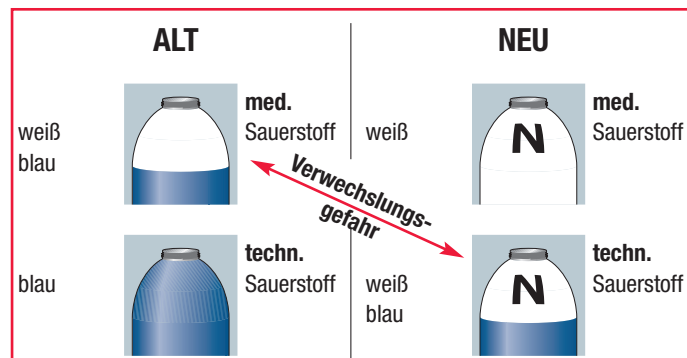 ALT
NEU
weiß
blau
med.
Sauerstoff
weiß
N
med.
Sauerstoff
Verwechslungs-
gefahr
blau
techn.
Sauerstoff
weiß
blau
N
techn.
Sauerstoff